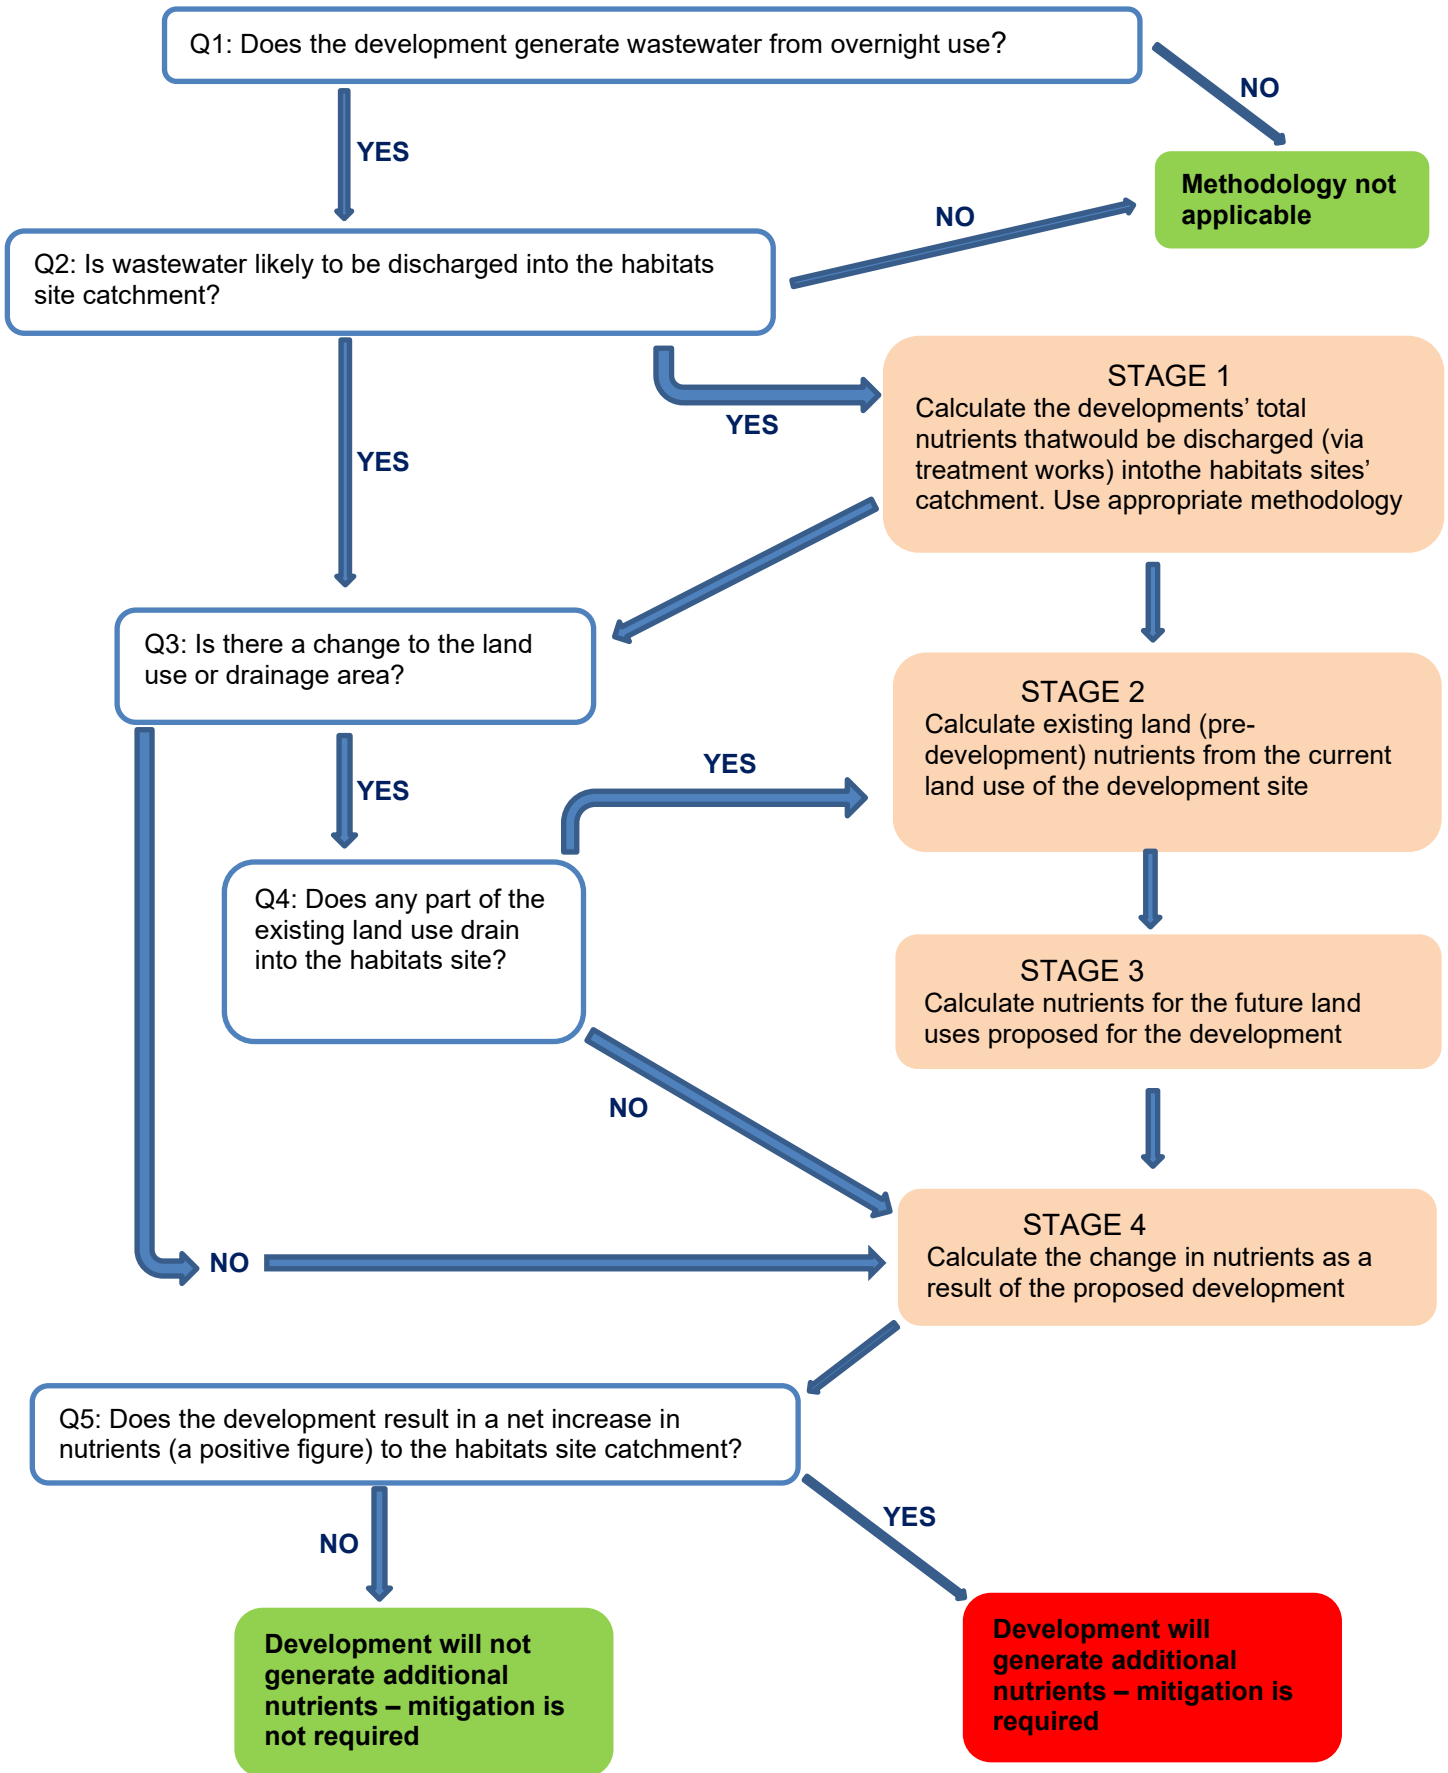 Q1: Does the development generate wastewater from overnight use?
NO
YES
Methodology not
applicable
NO
Q2: Is wastewater likely to be discharged into the habitats
site catchment?
STAGE 1
Calculate the developments’ total
nutrients thatwould be discharged (via
treatment works) intothe habitats sites’
catchment. Use appropriate methodology
YES
YES
Q3: Is there a change to the land
use or drainage area?
STAGE 2
Calculate existing land (pre-
development) nutrients from the current
land use of the development site
YES
YES
Q4: Does any part of the
existing land use drain
into the habitats site?
STAGE 3
Calculate nutrients for the future land
uses proposed for the development
NO
STAGE 4
Calculate the change in nutrients as a
result of the proposed development
NO
Q5: Does the development result in a net increase in
nutrients (a positive figure) to the habitats site catchment?
YES
NO
Development will not
generate additional
nutrients – mitigation is
not required
Development will
generate additional
nutrients – mitigation is
required